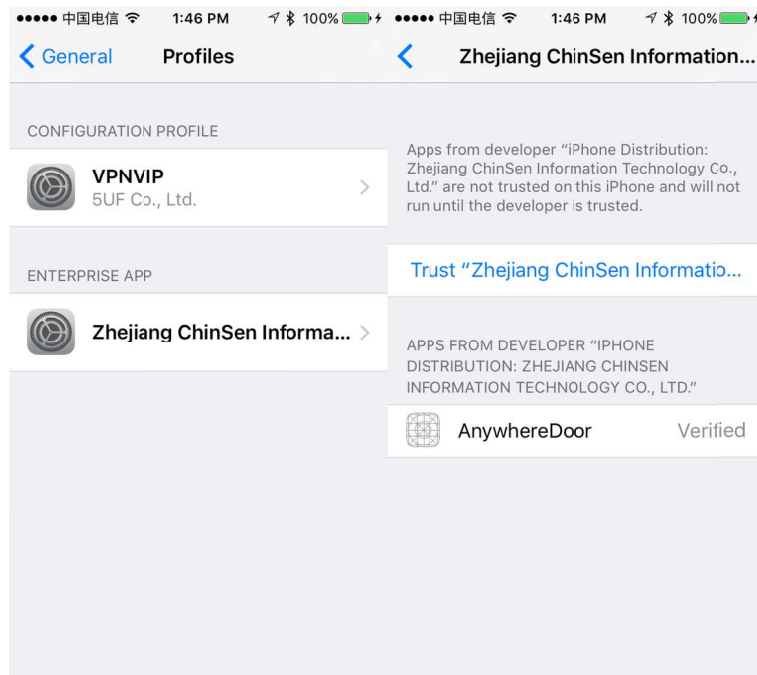 中国电信 1:46 PM 100%
General Profiles
CONFIGURATION PROFILE
VPNVIP
5UF Co., Ltd.
ENTERPRISE APP
Zhejiang ChinSen Informa...
中国电信 1:46 PM 100%
Zhejiang ChinSen Information...
Apps from developer “iPhone Distribution:
Zhejiang ChinSen Information Technology Co.,
Ltd.” are not trusted on this iPhone and will not
run until the developer is trusted.
Trust “Zhejiang ChinSen Informatio...
APPS FROM DEVELOPER “IPHONE
DISTRIBUTION: ZHEJIANG CHINSEN
INFORMATION TECHNOLOGY CO., LTD.”
AnywhereDoor Verified